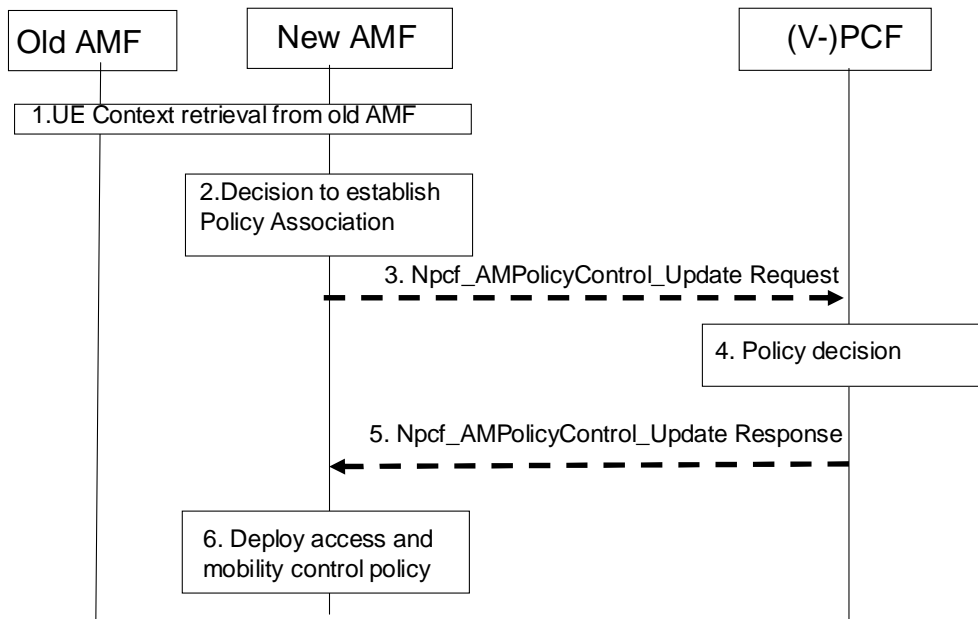 Old AMF
New AMF
(V-)PCF
1.UE Context retrieval from old AMF
2.Decision to establish
Policy Association
3. Npcf_AMPolicyControl_Update Request
4. Policy decision
5. Npcf_AMPolicyControl_Update Response
6. Deploy access and
mobility control policy